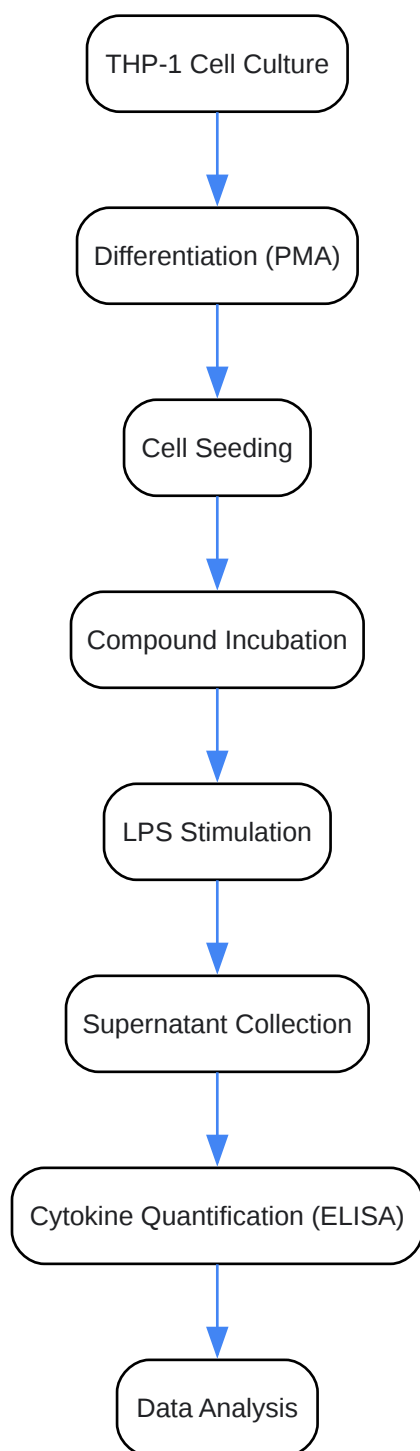 THP-1 Cell Culture
Differentiation (PMA)
Cell Seeding
Compound Incubation
LPS Stimulation
Supernatant Collection
Cytokine Quantification (ELISA)
Data Analysis